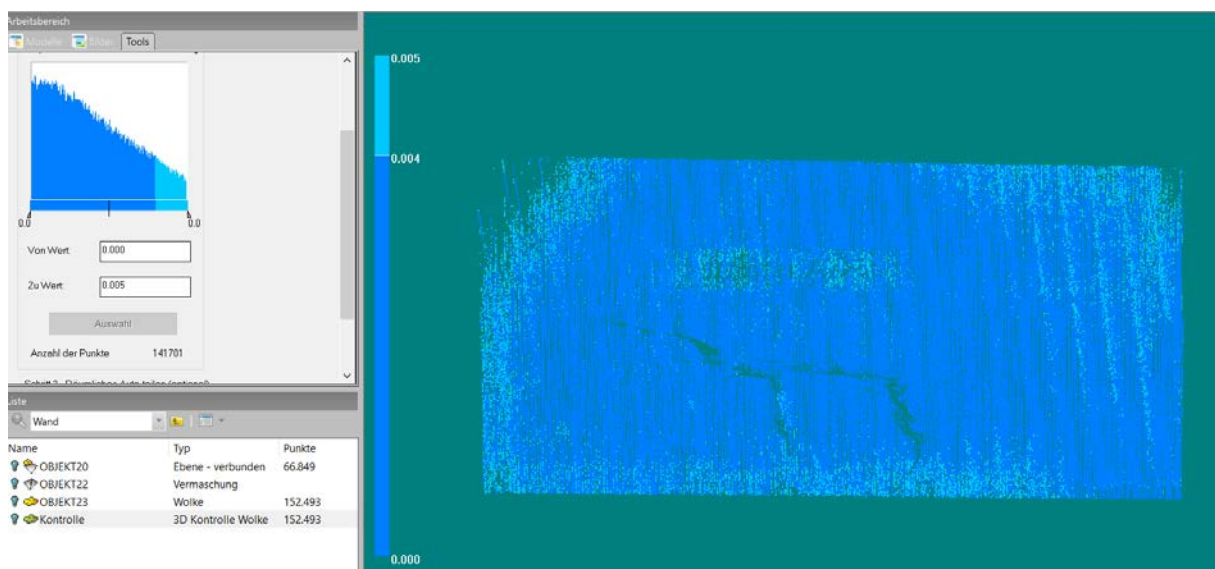 Arbeitsbereich
Modelle Bilder Tools
0.0 0.0
Von Wert: 0.000
Zu Wert: 0.005
Auswahl
Anzahl der Punkte 141701
Liste
Wand
Name Typ Punkte
OBJEKT20 Ebene - verbunden 66.849
OBJEKT22 Vermaschung
OBJEKT23 Wolke 152.493
Kontrolle 3D Kontrolle Wolke 152.493
0.005
0.004
0.000